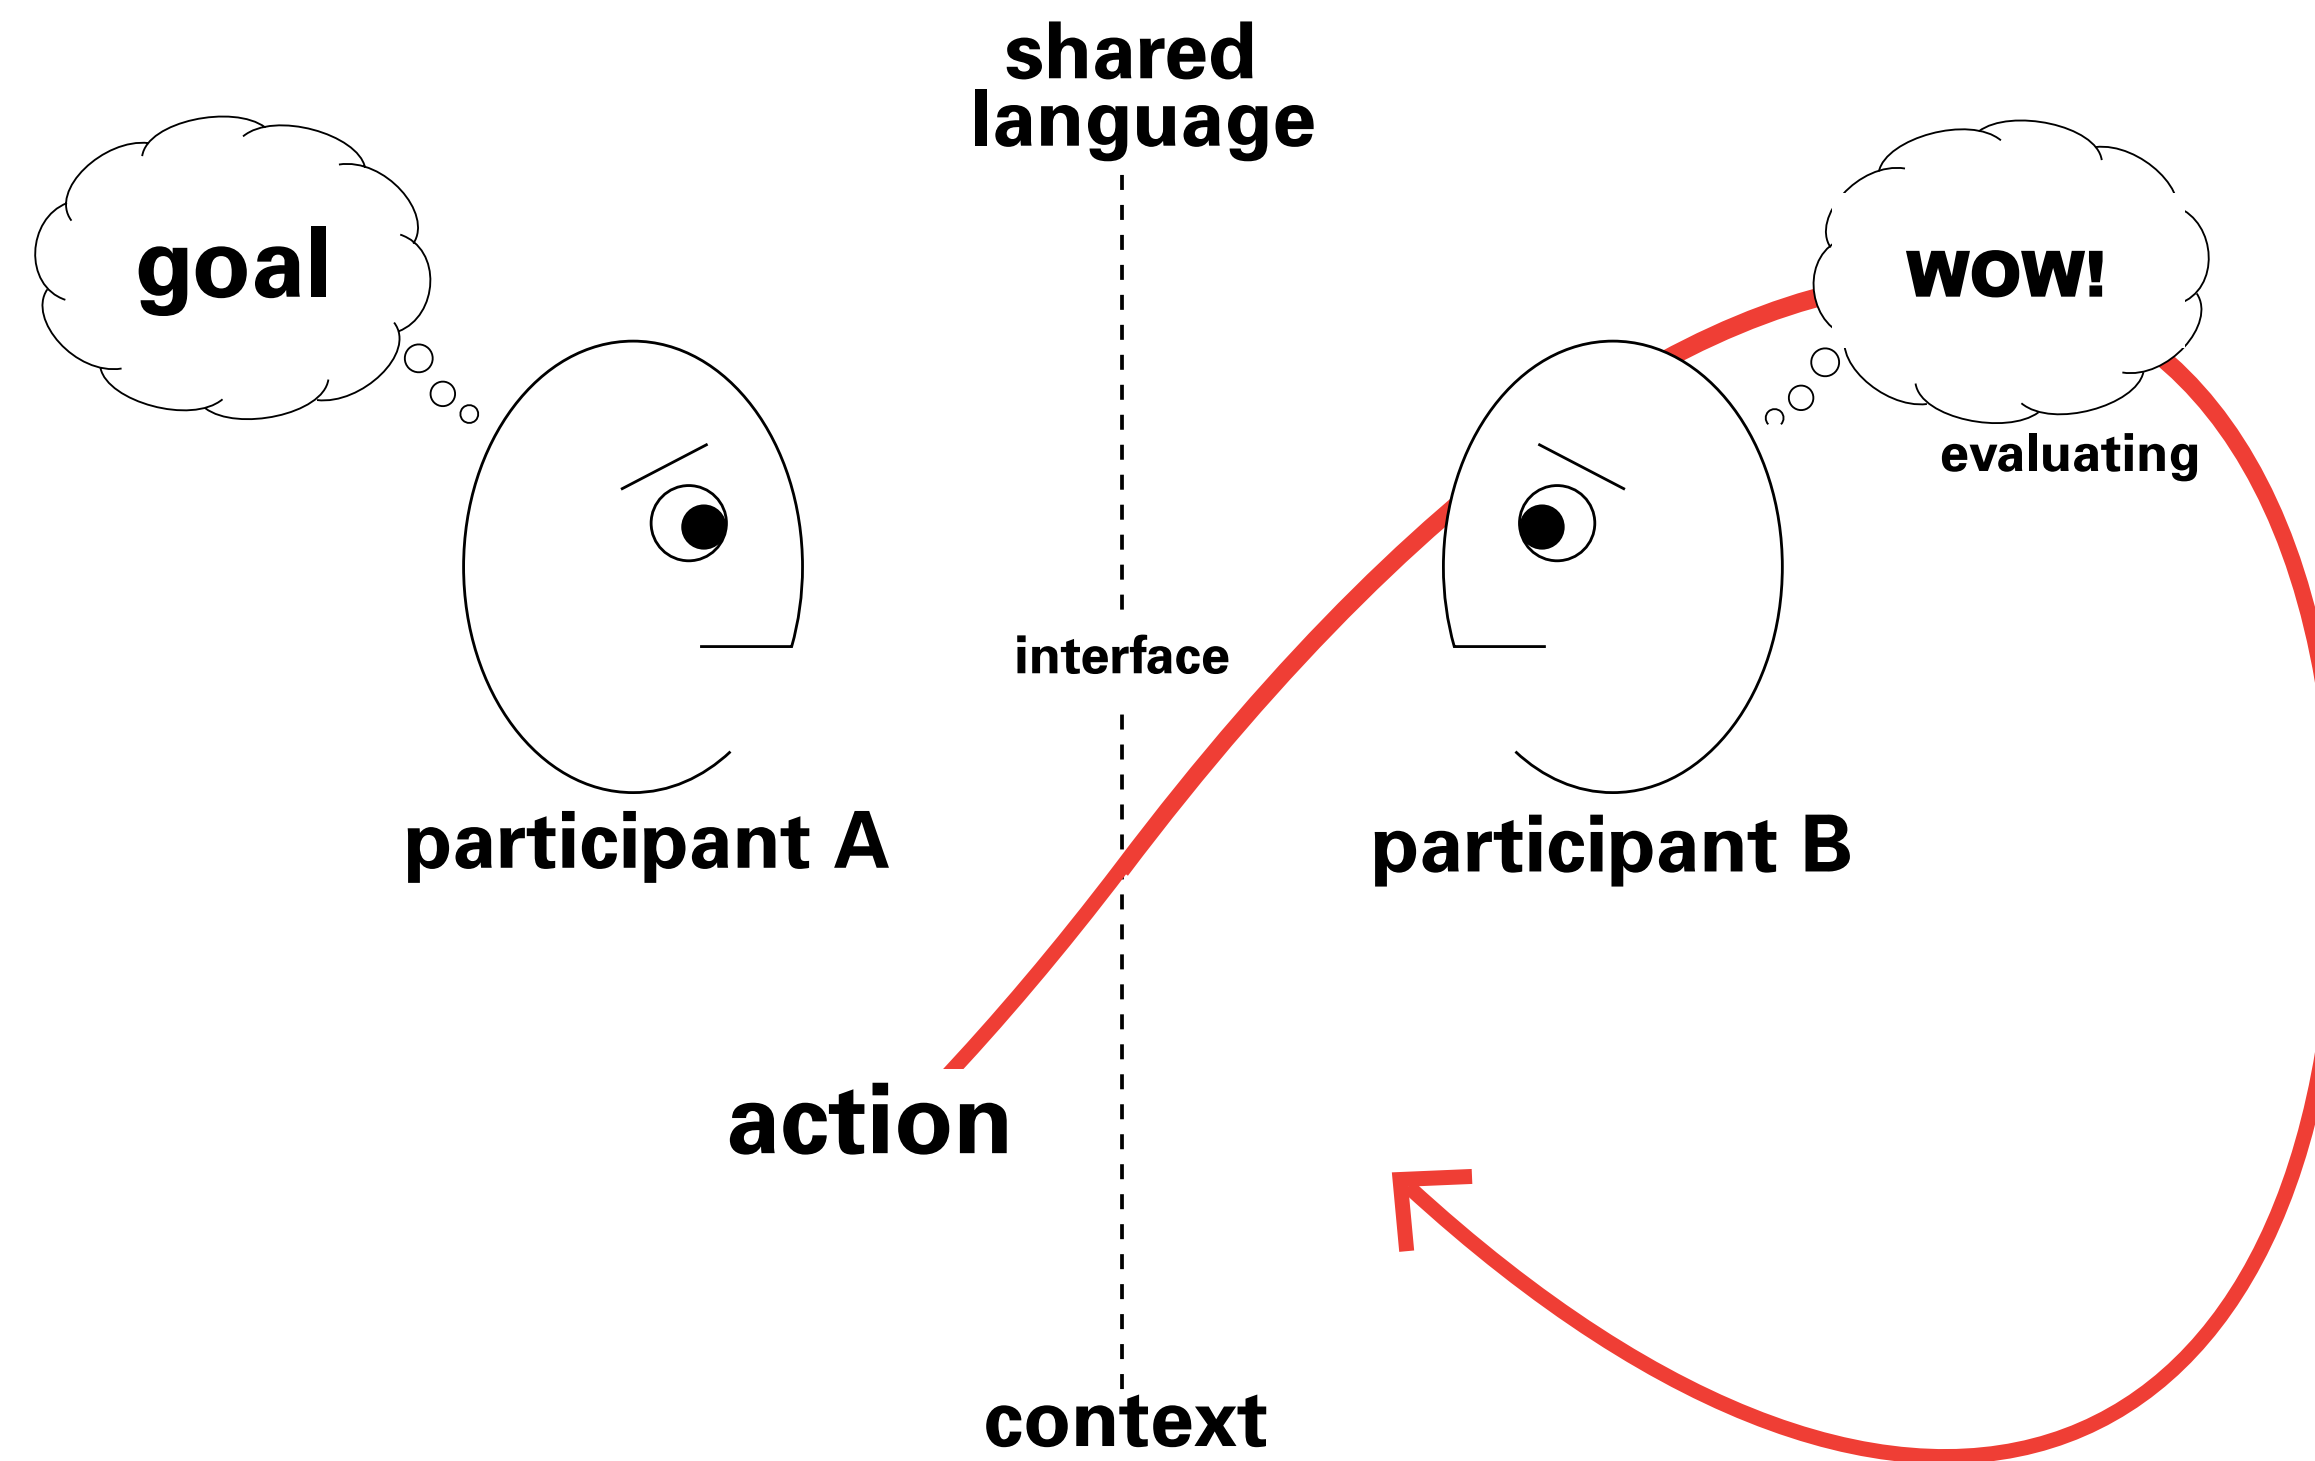 shared
language
goal
wow!
evaluating
interface
participant A
participant B
action
context